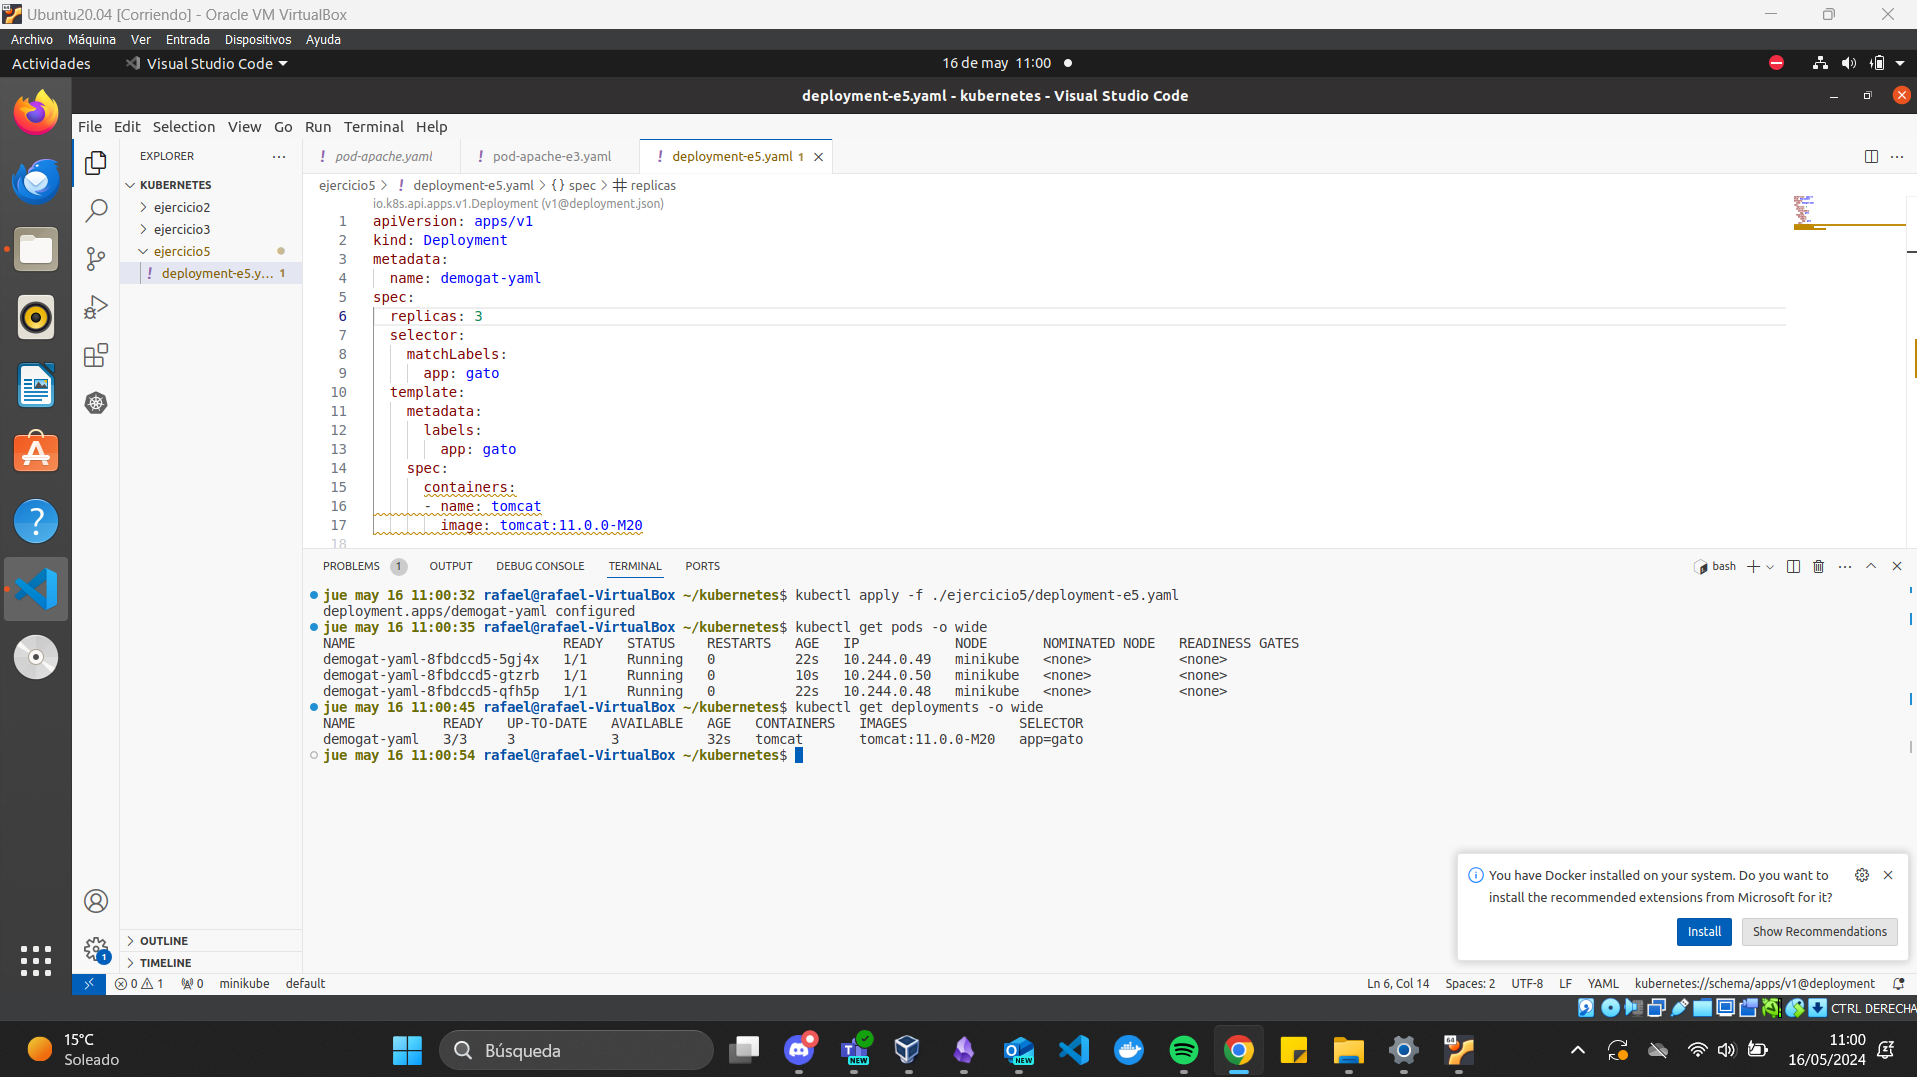 Ubuntu20.04 [Corriendo] - Oracle VM VirtualBox
Archivo Máquina Ver Entrada Dispositivos Ayuda
Actividades Visual Studio Code 16 de may 11:00
deployment-e5.yaml - kubernetes - Visual Studio Code
File Edit Selection View Go Run Terminal Help
EXPLORER
KUBERNETES
ejercicio2
ejercicio3
ejercicio5
! deployment-e5.y... 1
OUTLINE
TIMELINE
! pod-apache.yaml ! pod-apache-e3.yaml ! deployment-e5.yaml 1
ejercicio5 > ! deployment-e5.yaml > {} spec > # replicas
io.k8s.api.apps.v1.Deployment (v1@deployment.json)
1 apiVersion: apps/v1
2 kind: Deployment
3 metadata:
4 name: demogat-yaml
5 spec:
6 replicas: 3
7 selector:
8 matchLabels:
9 app: gato
10 template:
11 metadata:
12 labels:
13 app: gato
14 spec:
15 containers:
16 - name: tomcat
17 image: tomcat:11.0.0-M20
18
PROBLEMS 1 OUTPUT DEBUG CONSOLE TERMINAL PORTS bash
jue may 16 11:00:32 rafael@rafael-VirtualBox ~/kubernetes$ kubectl apply -f ./ejercicio5/deployment-e5.yaml
deployment.apps/demogat-yaml configured
jue may 16 11:00:35 rafael@rafael-VirtualBox ~/kubernetes$ kubectl get pods -o wide
NAME READY STATUS RESTARTS AGE IP NODE NOMINATED NODE READINESS GATES
demogat-yaml-8fbdccd5-5gj4x 1/1 Running 0 22s 10.244.0.49 minikube <none> <none>
demogat-yaml-8fbdccd5-gtzrb 1/1 Running 0 10s 10.244.0.50 minikube <none> <none>
demogat-yaml-8fbdccd5-qfh5p 1/1 Running 0 22s 10.244.0.48 minikube <none> <none>
jue may 16 11:00:45 rafael@rafael-VirtualBox ~/kubernetes$ kubectl get deployments -o wide
NAME READY UP-TO-DATE AVAILABLE AGE CONTAINERS IMAGES SELECTOR
demogat-yaml 3/3 3 3 32s tomcat tomcat:11.0.0-M20 app=gato
jue may 16 11:00:54 rafael@rafael-VirtualBox ~/kubernetes$
You have Docker installed on your system. Do you want to
install the recommended extensions from Microsoft for it?
Install Show Recommendations
1
0 1 0 minikube default Ln 6, Col 14 Spaces: 2 UTF-8 LF YAML kubernetes://schema/apps/v1@deployment
CTRL DERECHA
15°C
Soleado
Búsqueda
NEW
NEW
64
11:00
16/05/2024